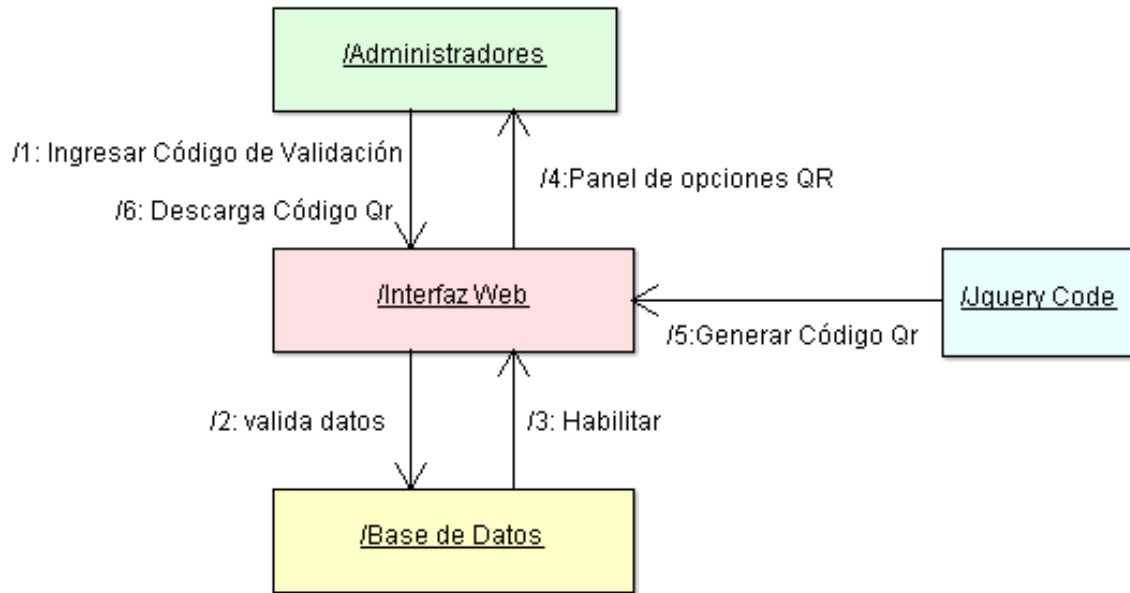 /Administradores
/1: Ingresar Código de Validación
/4:Panel de opciones QR
/6: Descarga Código Qr
/Interfaz Web
/Jquery Code
/5:Generar Código Qr
/2: valida datos
/3: Habilitar
/Base de Datos